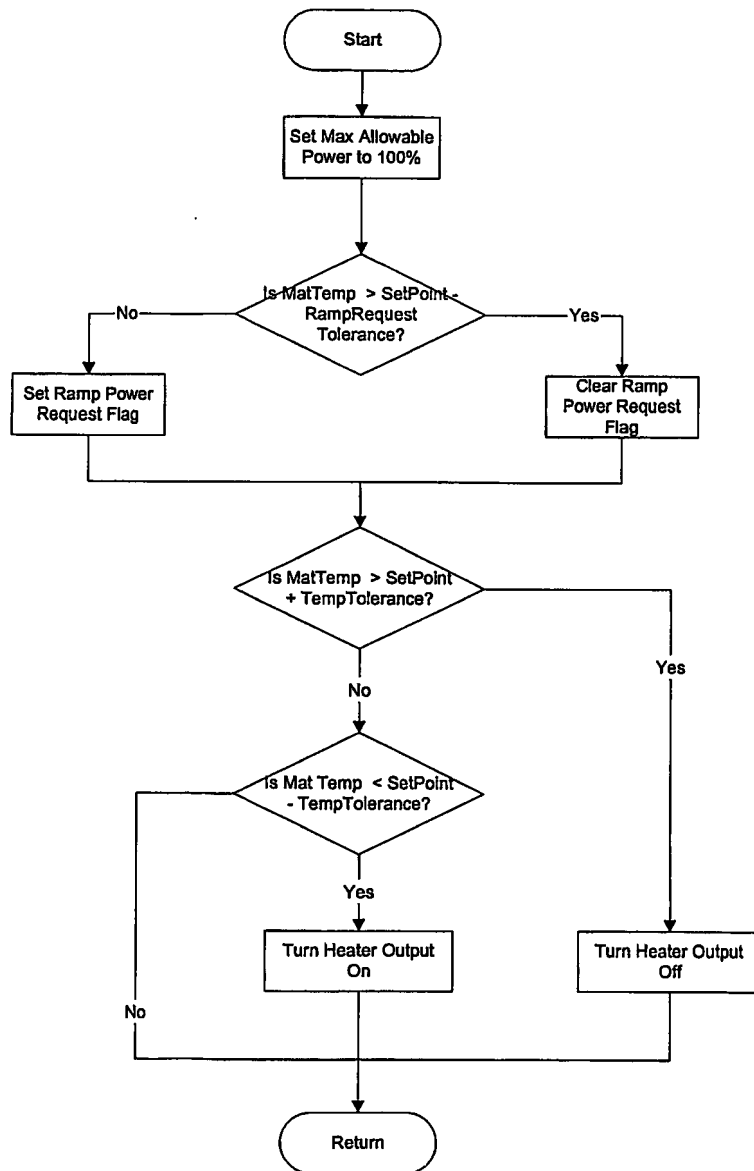 Start
Set Max Allowable
Power to 100%
Is MatTemp > SetPoint -
RampRequest
Tolerance?
No
Yes
Set Ramp Power
Request Flag
Clear Ramp
Power Request
Flag
Is MatTemp > SetPoint
+ TempTolerance?
Yes
No
Is Mat Temp < SetPoint
- TempTolerance?
Yes
Turn Heater Output
On
Turn Heater Output
Off
No
Return